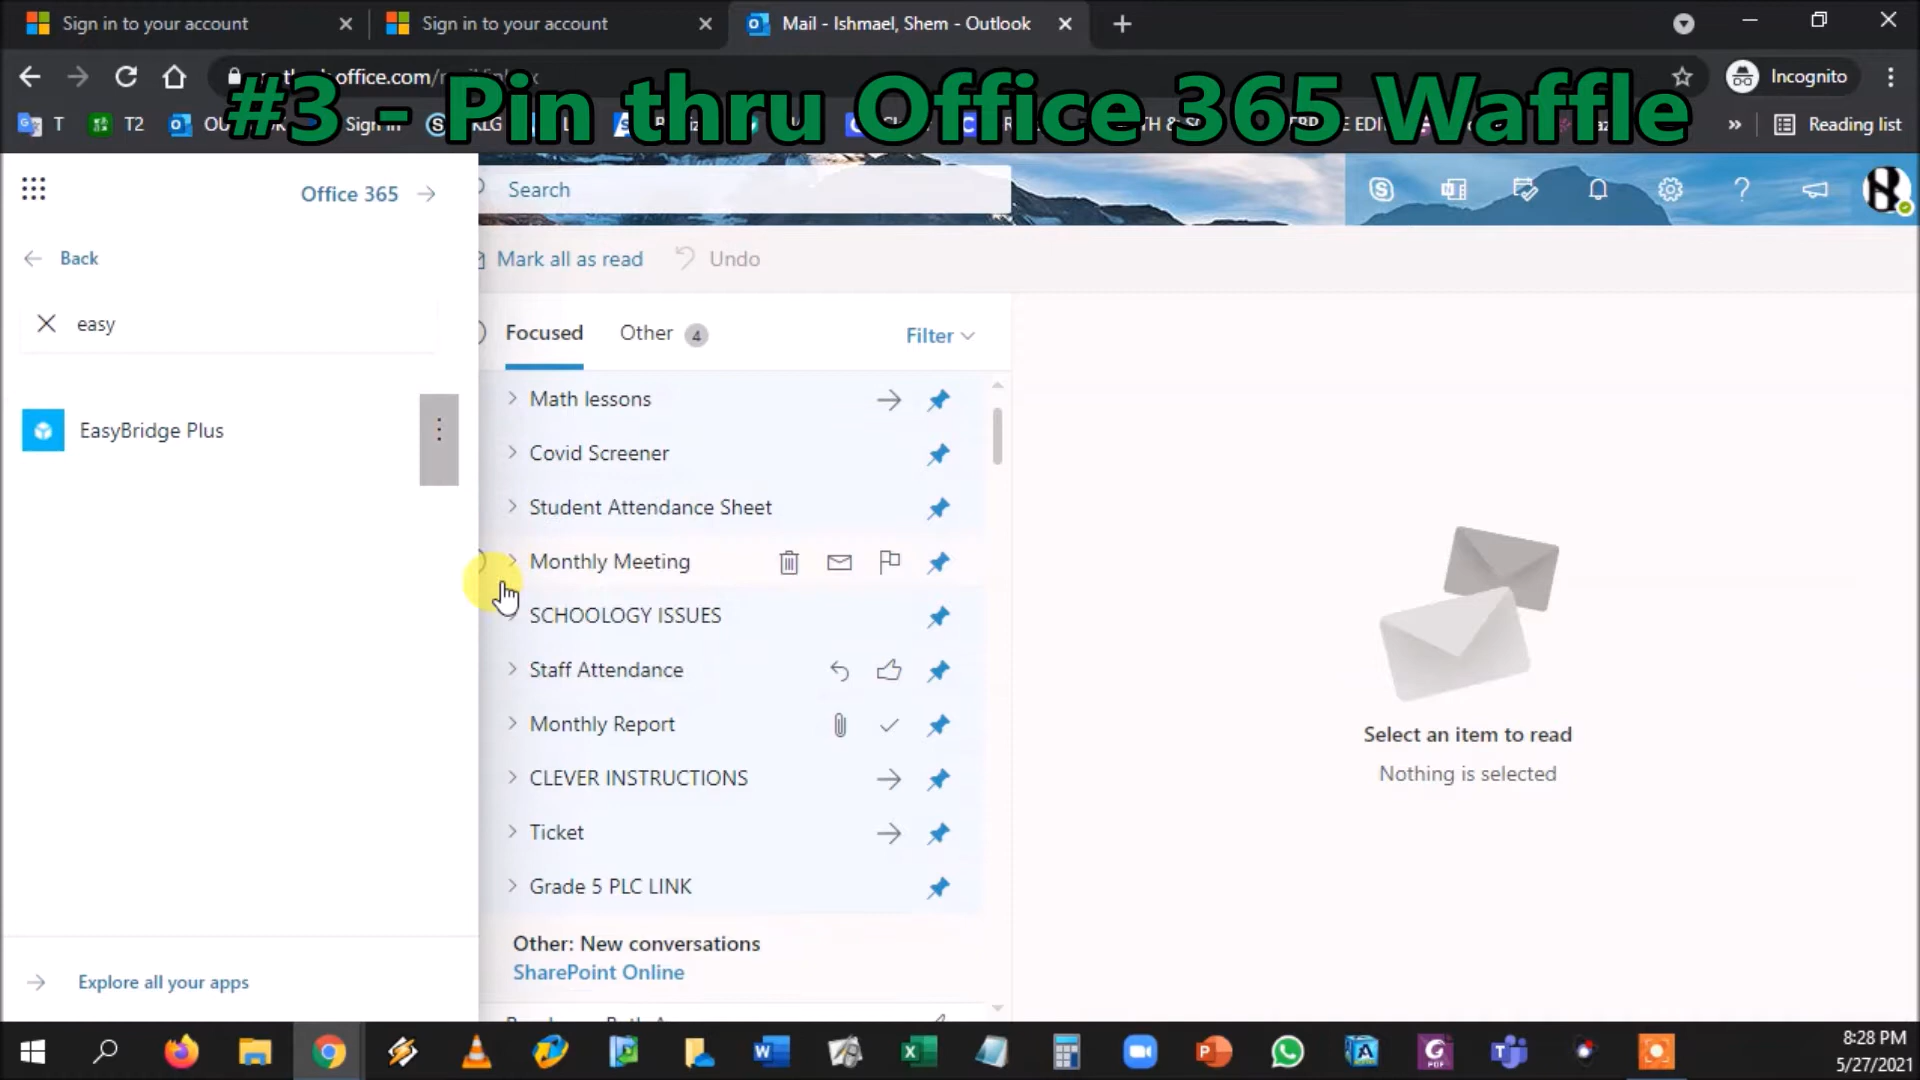 Sign in to your account
Sign in to your account
Mail - Ishmael, Shem - Outlook
Incognito
#3 - Pin thru Office 365 Waffle
T
T2
Reading list
Office 365
Search
Back
Mark all as read
Undo
easy
Focused
Other 4
Filter
EasyBridge Plus
Math lessons
Covid Screener
Student Attendance Sheet
Monthly Meeting
SCHOOLOGY ISSUES
Staff Attendance
Monthly Report
CLEVER INSTRUCTIONS
Ticket
Grade 5 PLC LINK
Other: New conversations
SharePoint Online
Select an item to read
Nothing is selected
Explore all your apps
8:28 PM
5/27/2021